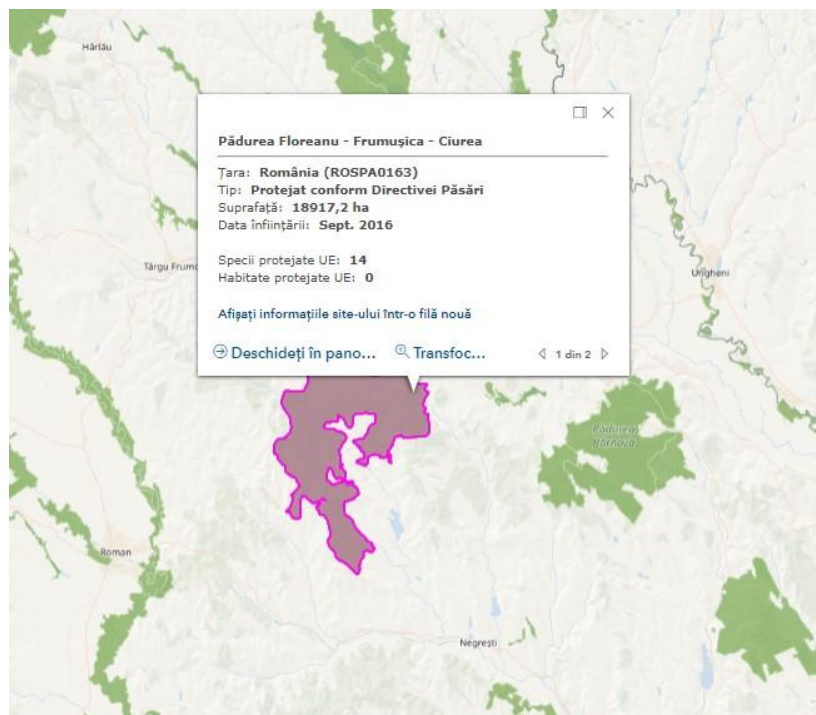 Hârlău
Pădurea Floreanu - Frumuşica - Ciurea
Țara: România (ROSPA0163)
Tip: Protejat conform Directivei Păsări
Suprafață: 18917,2 ha
Data înființării: Sept. 2016
Specii protejate UE: 14
Habitate protejate UE: 0
Afișați informațiile site-ului într-o filă nouă
Deschideți în pano... Transfoc... 1 din 2
Târgu Frumo
Ungheni
Pădurea
Bârnova
Roman
Negrești